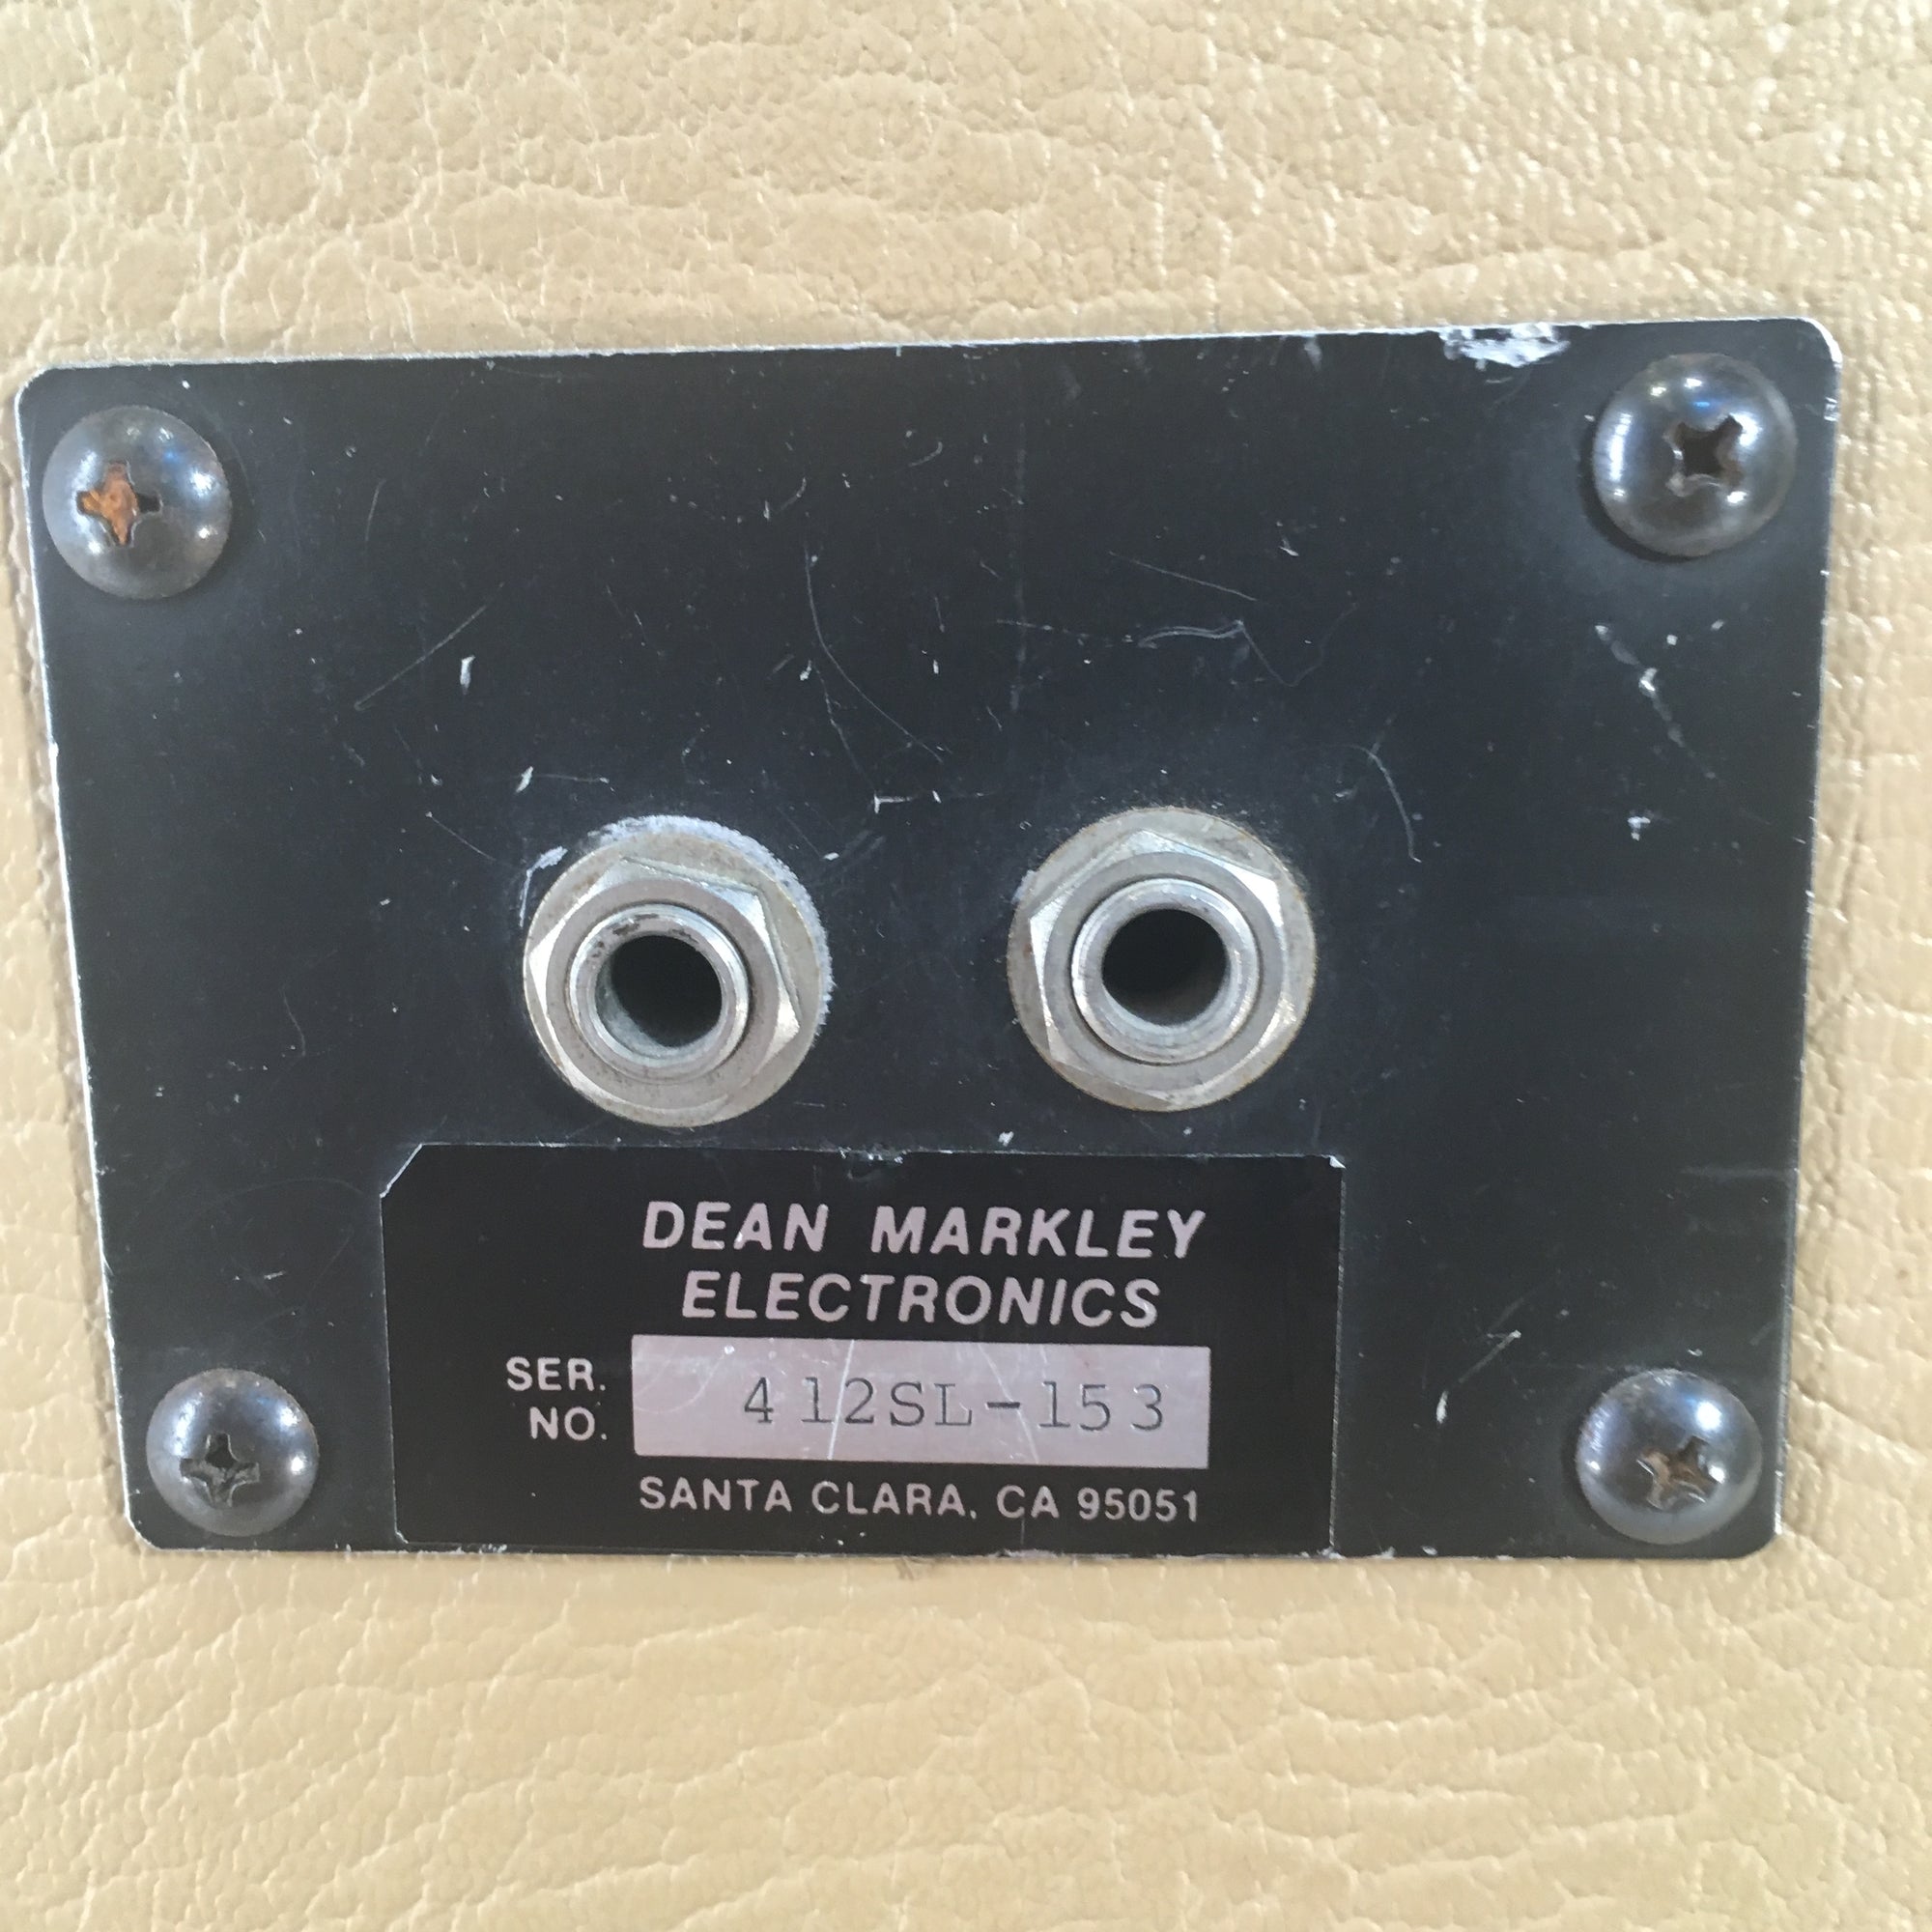 DEAN MARKLEY
ELECTRONICS
SER.
NO.
412SL-153
SANTA CLARA, CA 95051